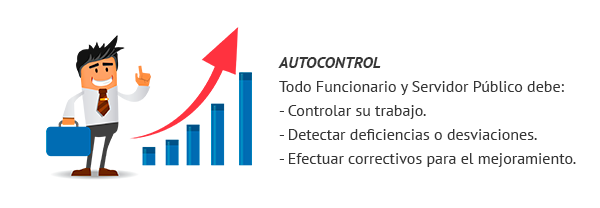 AUTOCONTROL
Todo Funcionario y Servidor Público debe:
- Controlar su trabajo.
- Detectar deficiencias o desviaciones.
- Efectuar correctivos para el mejoramiento.